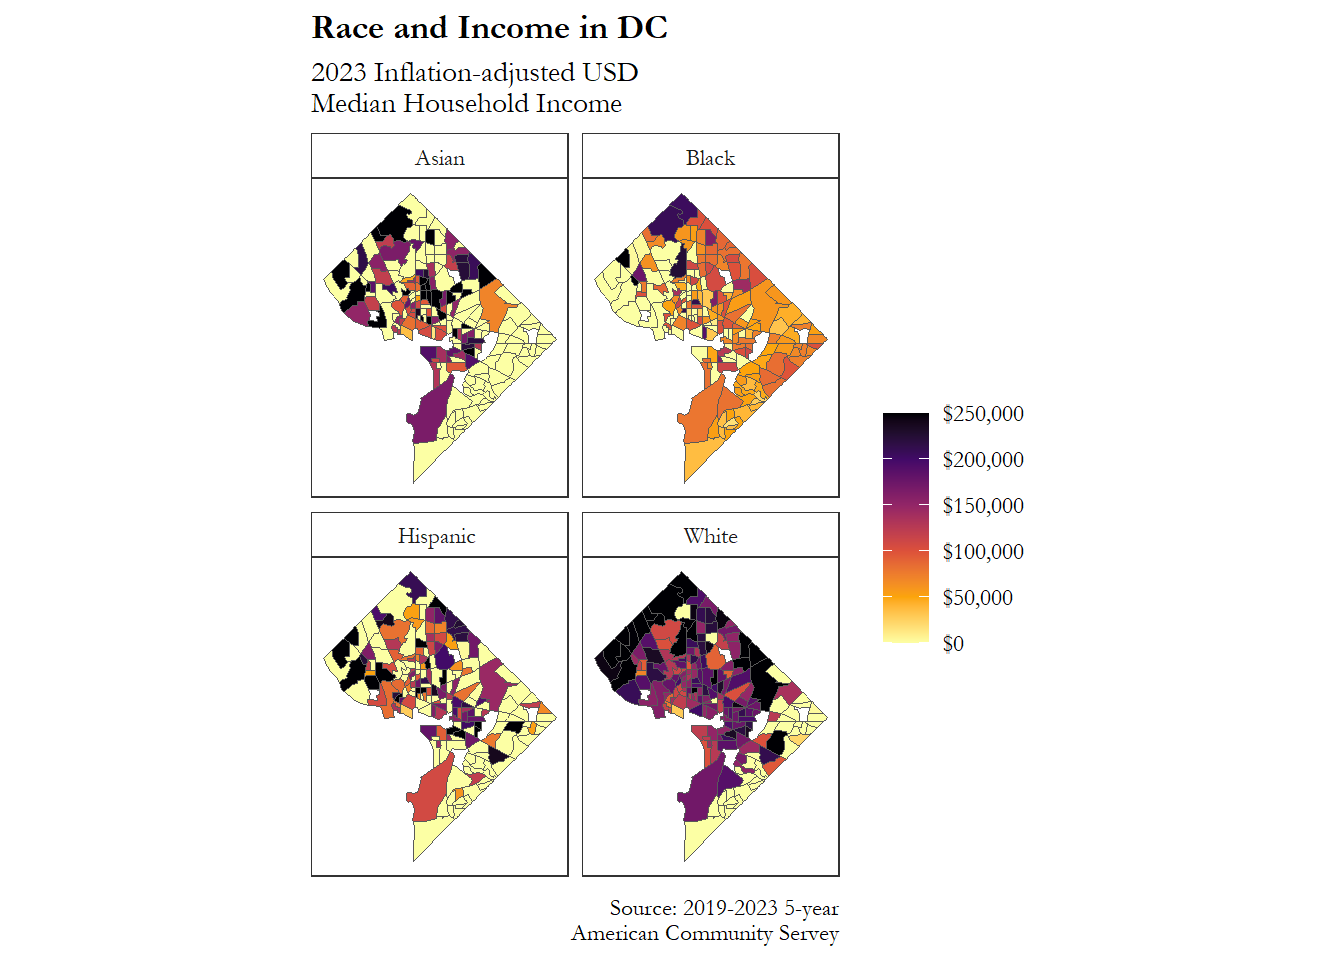 Race and Income in DC
2023 Inflation-adjusted USD
Median Household Income
Asian
Black
Hispanic
White
$250,000
$200,000
$150,000
$100,000
$50,000
$0
Source: 2019-2023 5-year
American Community Servey